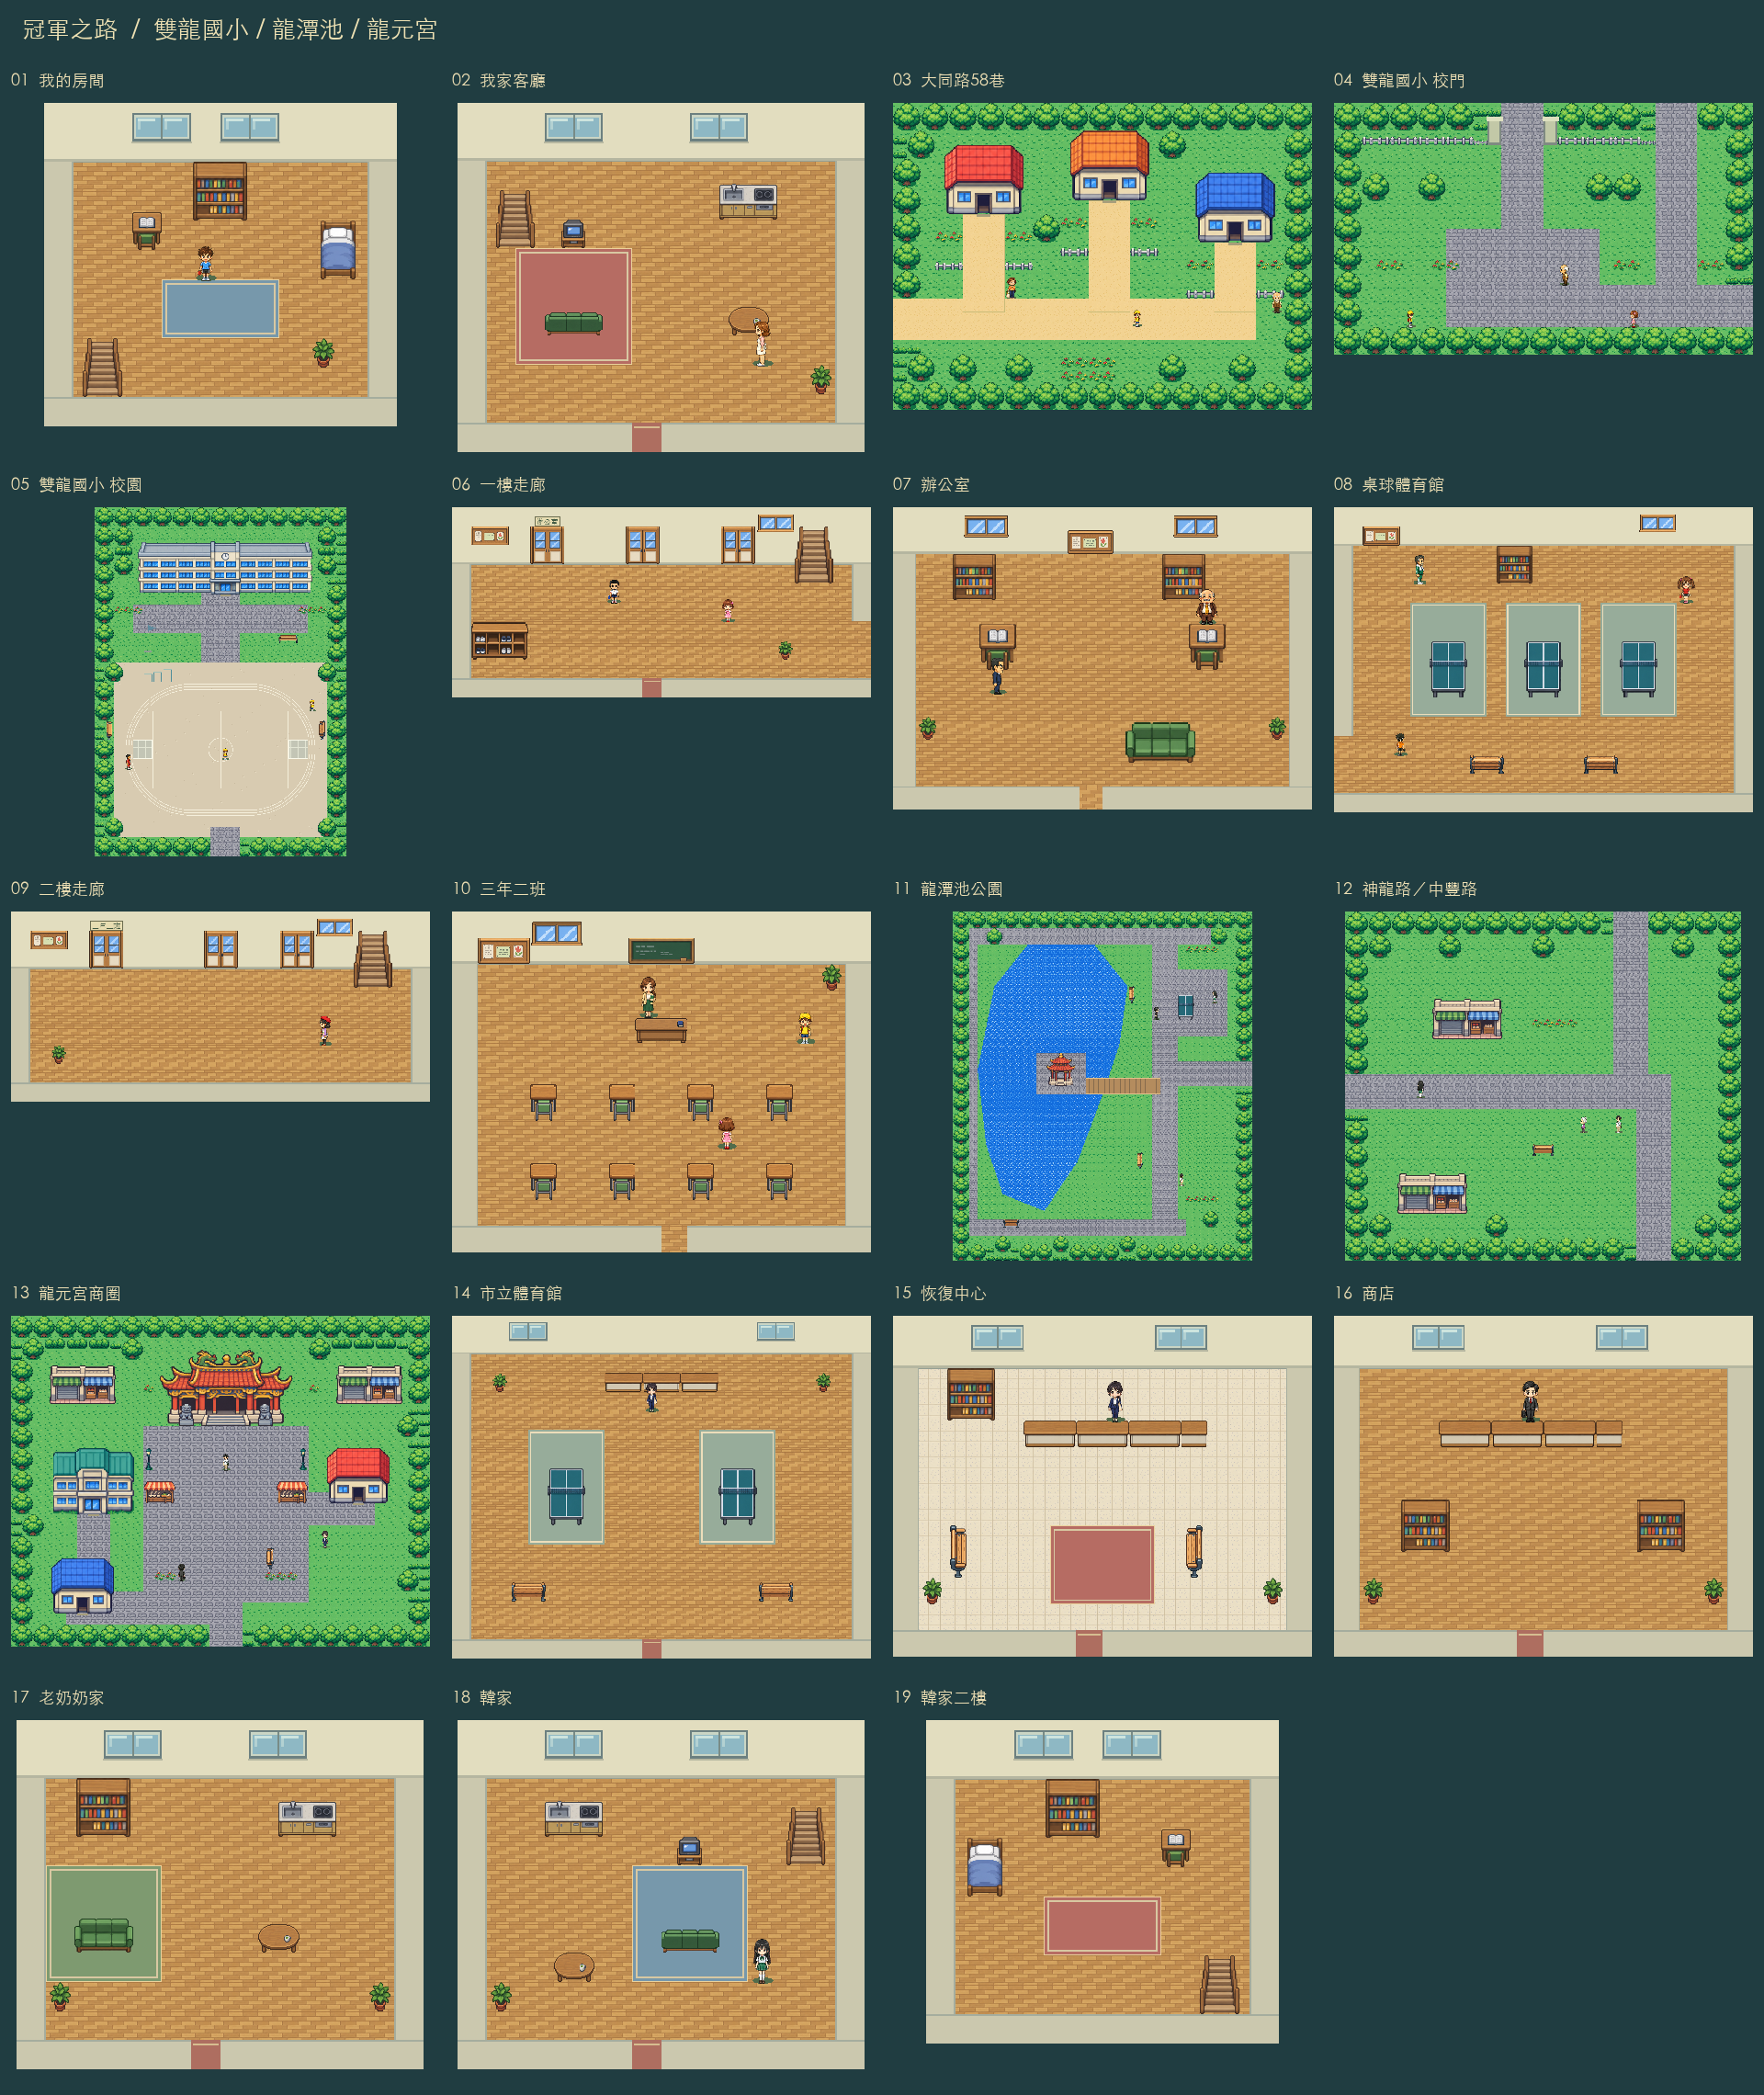 冠軍之路 / 雙龍國小 / 龍潭池 / 龍元宮
01 我的房間
02 我家客廳
03 大同路58巷
04 雙龍國小 校門
05 雙龍國小 校園
06 一樓走廊
07 辦公室
08 桌球體育館
09 二樓走廊
10 三年二班
11 龍潭池公園
12 神龍路／中豐路
13 龍元宮商圈
14 市立體育館
15 恢復中心
16 商店
17 老奶奶家
18 韓家
19 韓家二樓